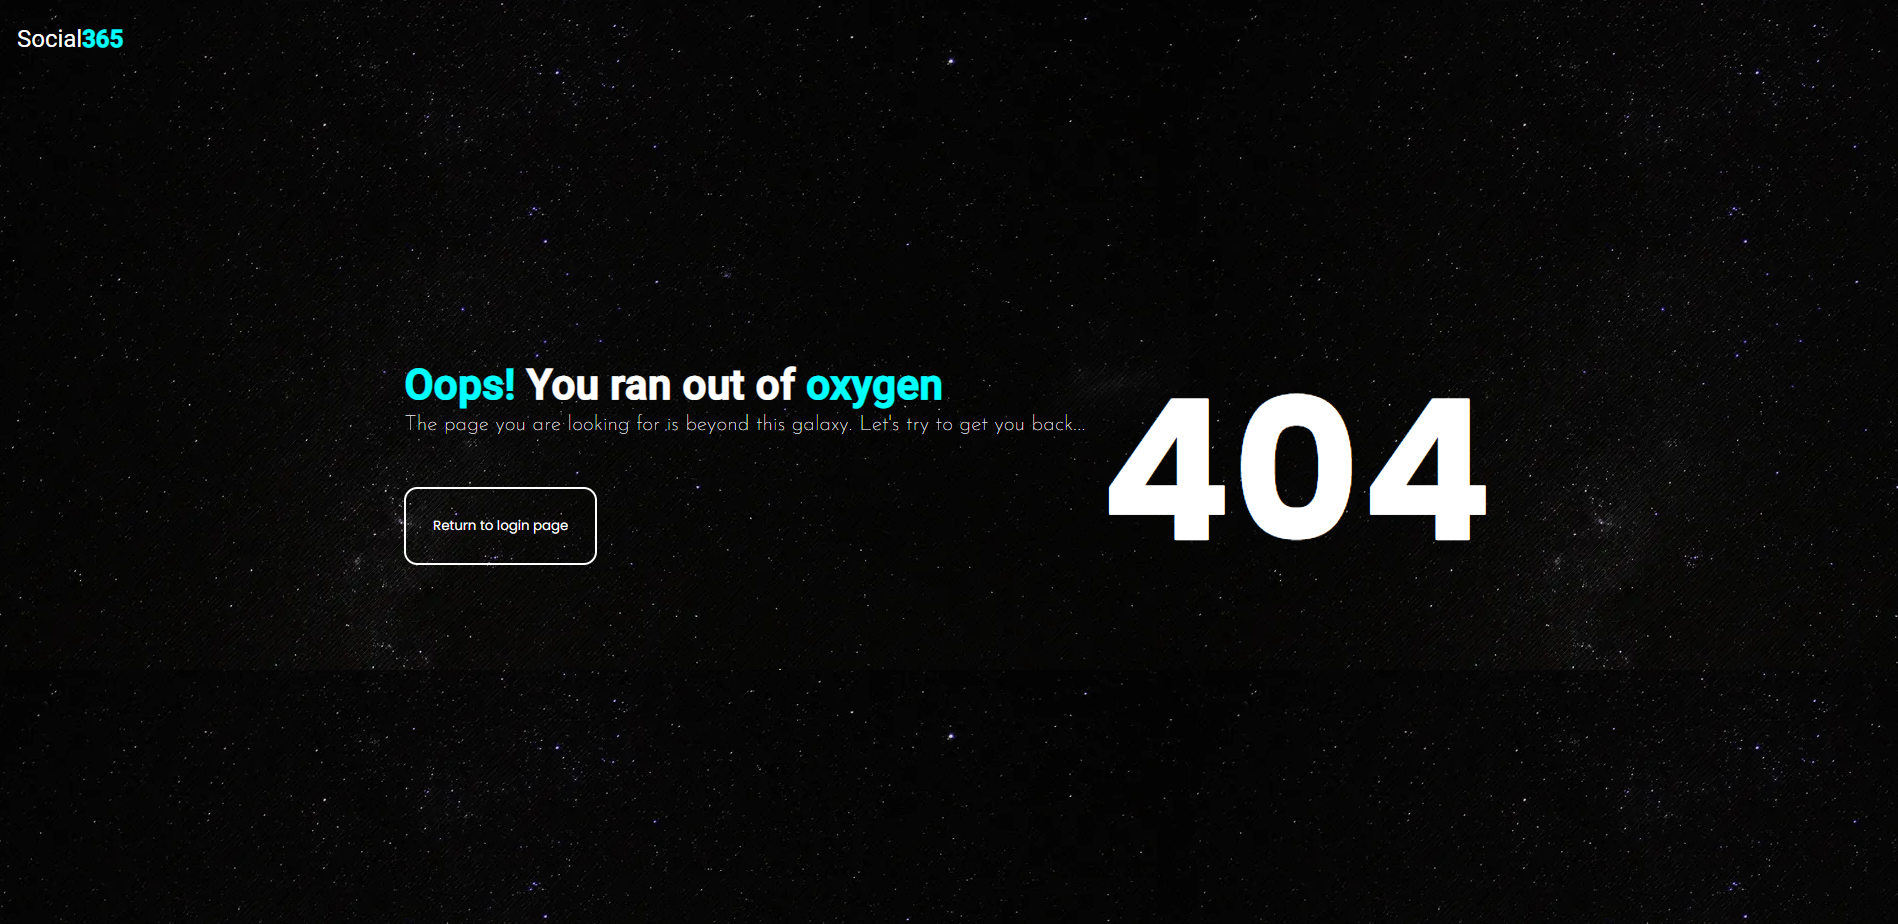 Social365
Oops! You ran out of oxygen
The page you are looking for is beyond this galaxy. Let's try to get you back...
Return to login page
404